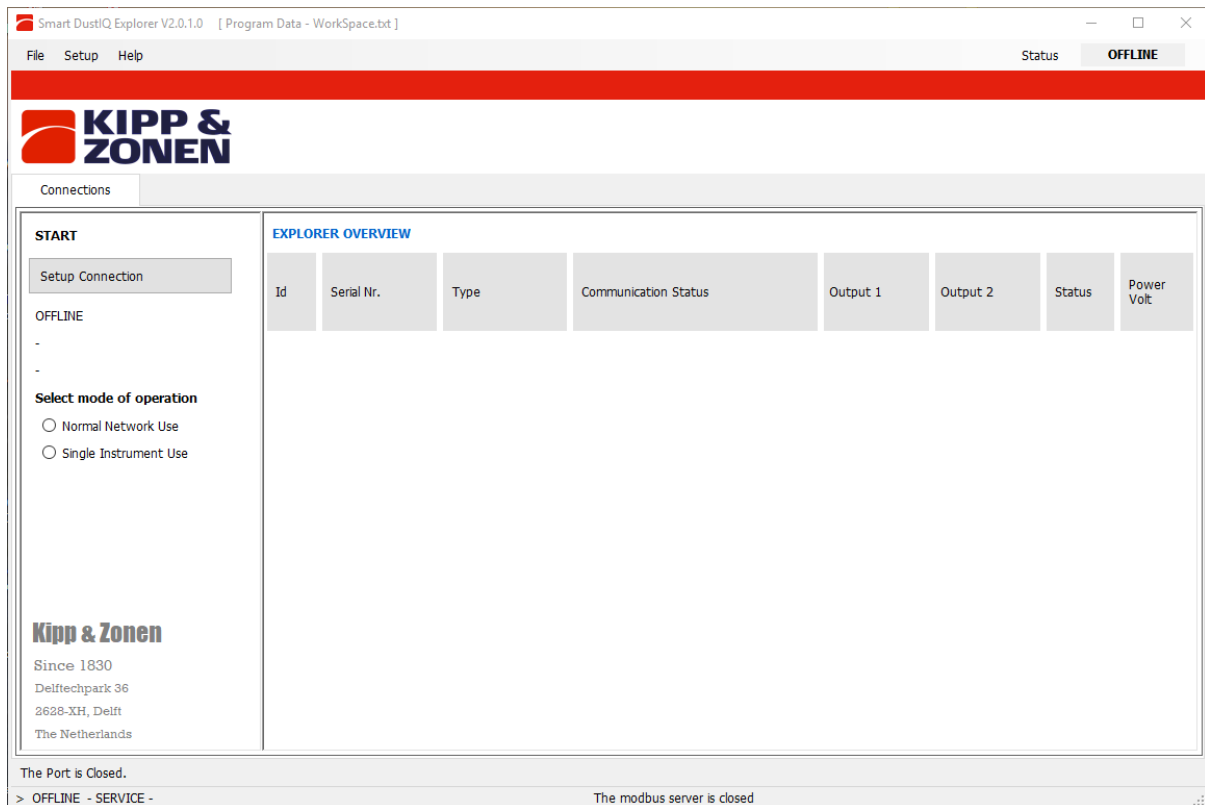 Smart DustIQ Explorer V2.0.1.0 [ Program Data - WorkSpace.txt ]
File Setup Help Status OFFLINE
KIPP &
ZONEN
Connections
START
Setup Connection
OFFLINE
-
-
Select mode of operation
Normal Network Use
Single Instrument Use
Kipp & Zonen
Since 1830
Delftechpark 36
2628-XH, Delft
The Netherlands
EXPLORER OVERVIEW
Id Serial Nr. Type Communication Status Output 1 Output 2 Status Power
Volt
The Port is Closed.
> OFFLINE - SERVICE - The modbus server is closed